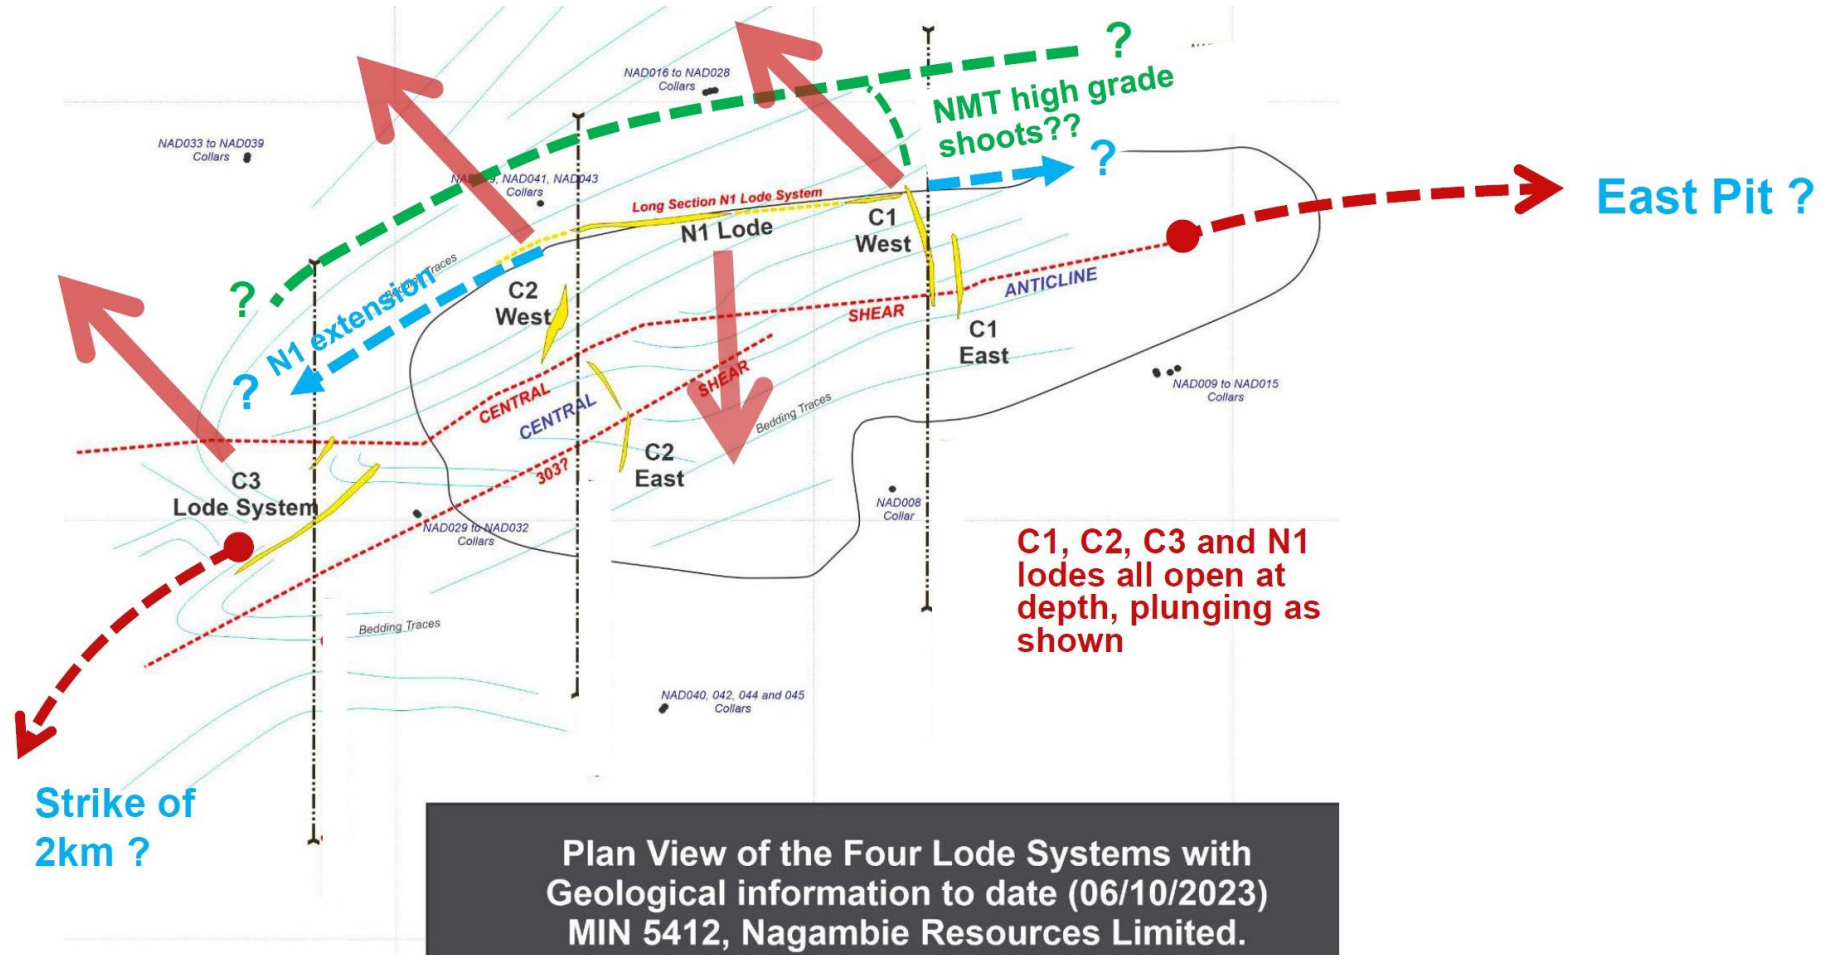 ?
NAD016 to NAD028
Collars
NMT high grade
shoots??
?
NAD033 to NAD039
Collars
NAD041, NAD043
Collars
Long Section N1 Lode System
N1 Lode
C1
West
East Pit ?
Bedding Traces
?
N1 extension
?
C2
West
ANTICLINE
SHEAR
C1
East
CENTRAL
CENTRAL
SHEAR
NAD009 to NAD015
Collars
Bedding Traces
C2
East
303?
C3
Lode System
NAD008
Collar
NAD029 to NAD032
Collars
C1, C2, C3 and N1
lodes all open at
depth, plunging as
shown
Bedding Traces
NAD040, 042, 044 and 045
Collars
Strike of
2km ?
Plan View of the Four Lode Systems with
Geological information to date (06/10/2023)
MIN 5412, Nagambie Resources Limited.